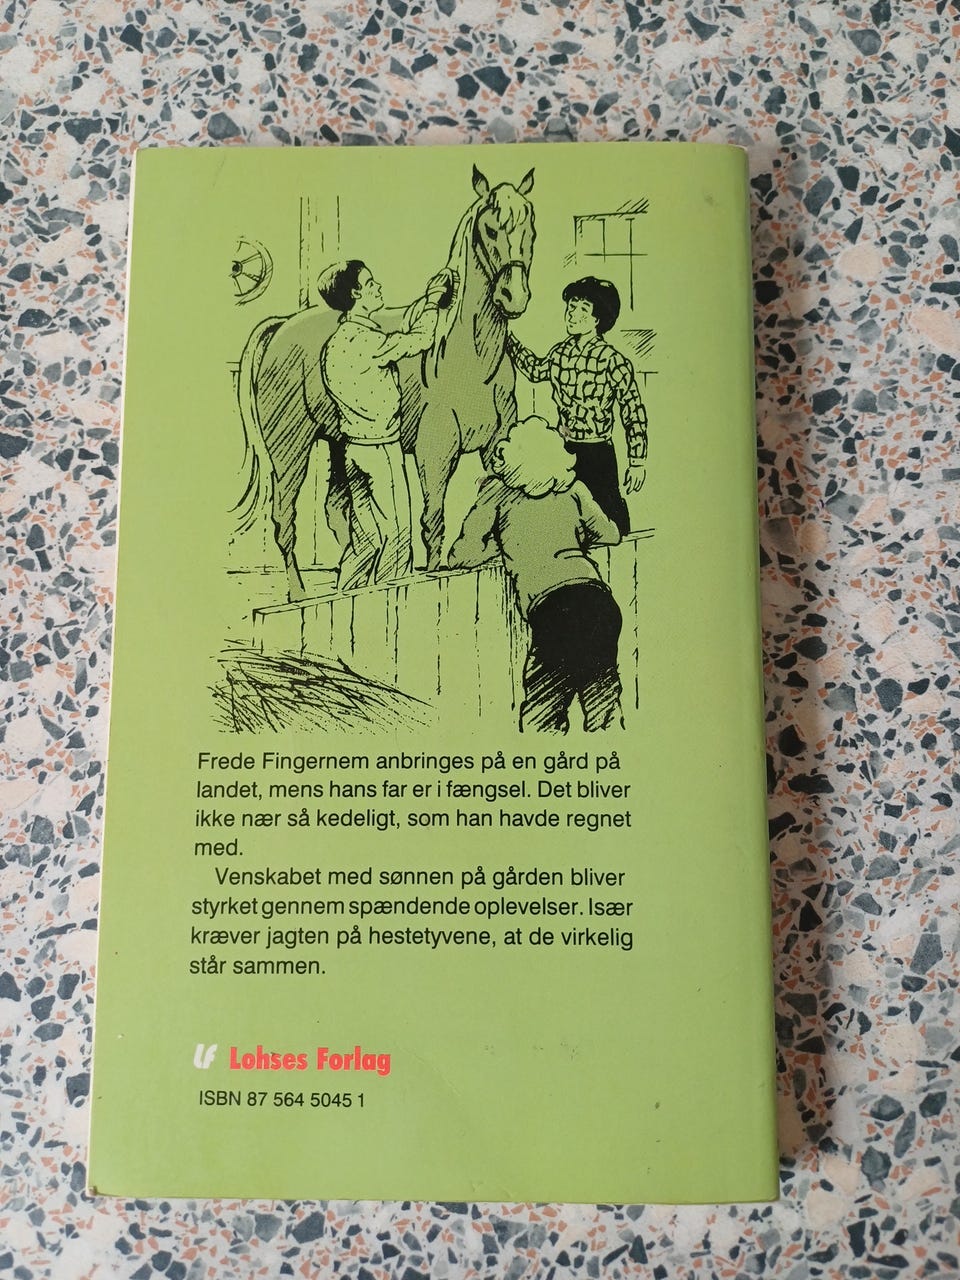 Frede Fingernem anbringes på en gård på
landet, mens hans far er i fængsel. Det bliver
ikke nær så kedeligt, som han havde regnet
med.
Venskabet med sønnen på gården bliver
styrket gennem spændende oplevelser. Især
kræver jagten på hestetyvene, at de virkelig
står sammen.
LF Lohses Forlag
ISBN 87 564 5045 1